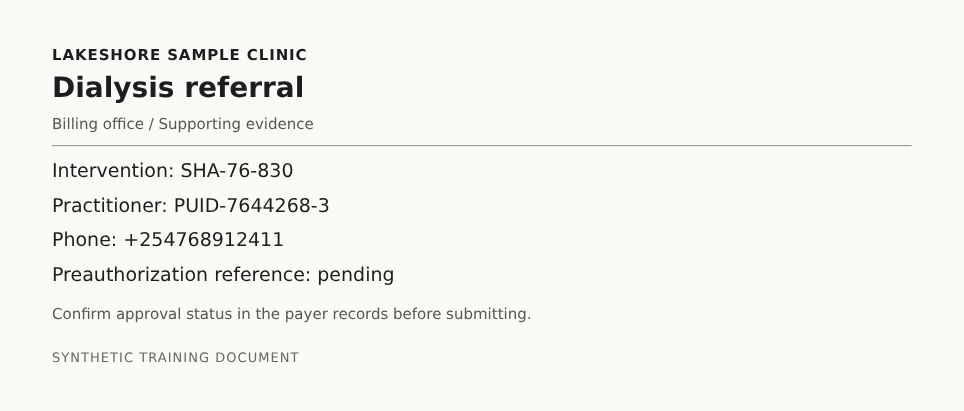 LAKESHORE SAMPLE CLINIC
Dialysis referral
Billing office / Supporting evidence
Intervention: SHA-76-830
Practitioner: PUID-7644268-3
Phone: +254768912411
Preauthorization reference: pending
Confirm approval status in the payer records before submitting.
SYNTHETIC TRAINING DOCUMENT